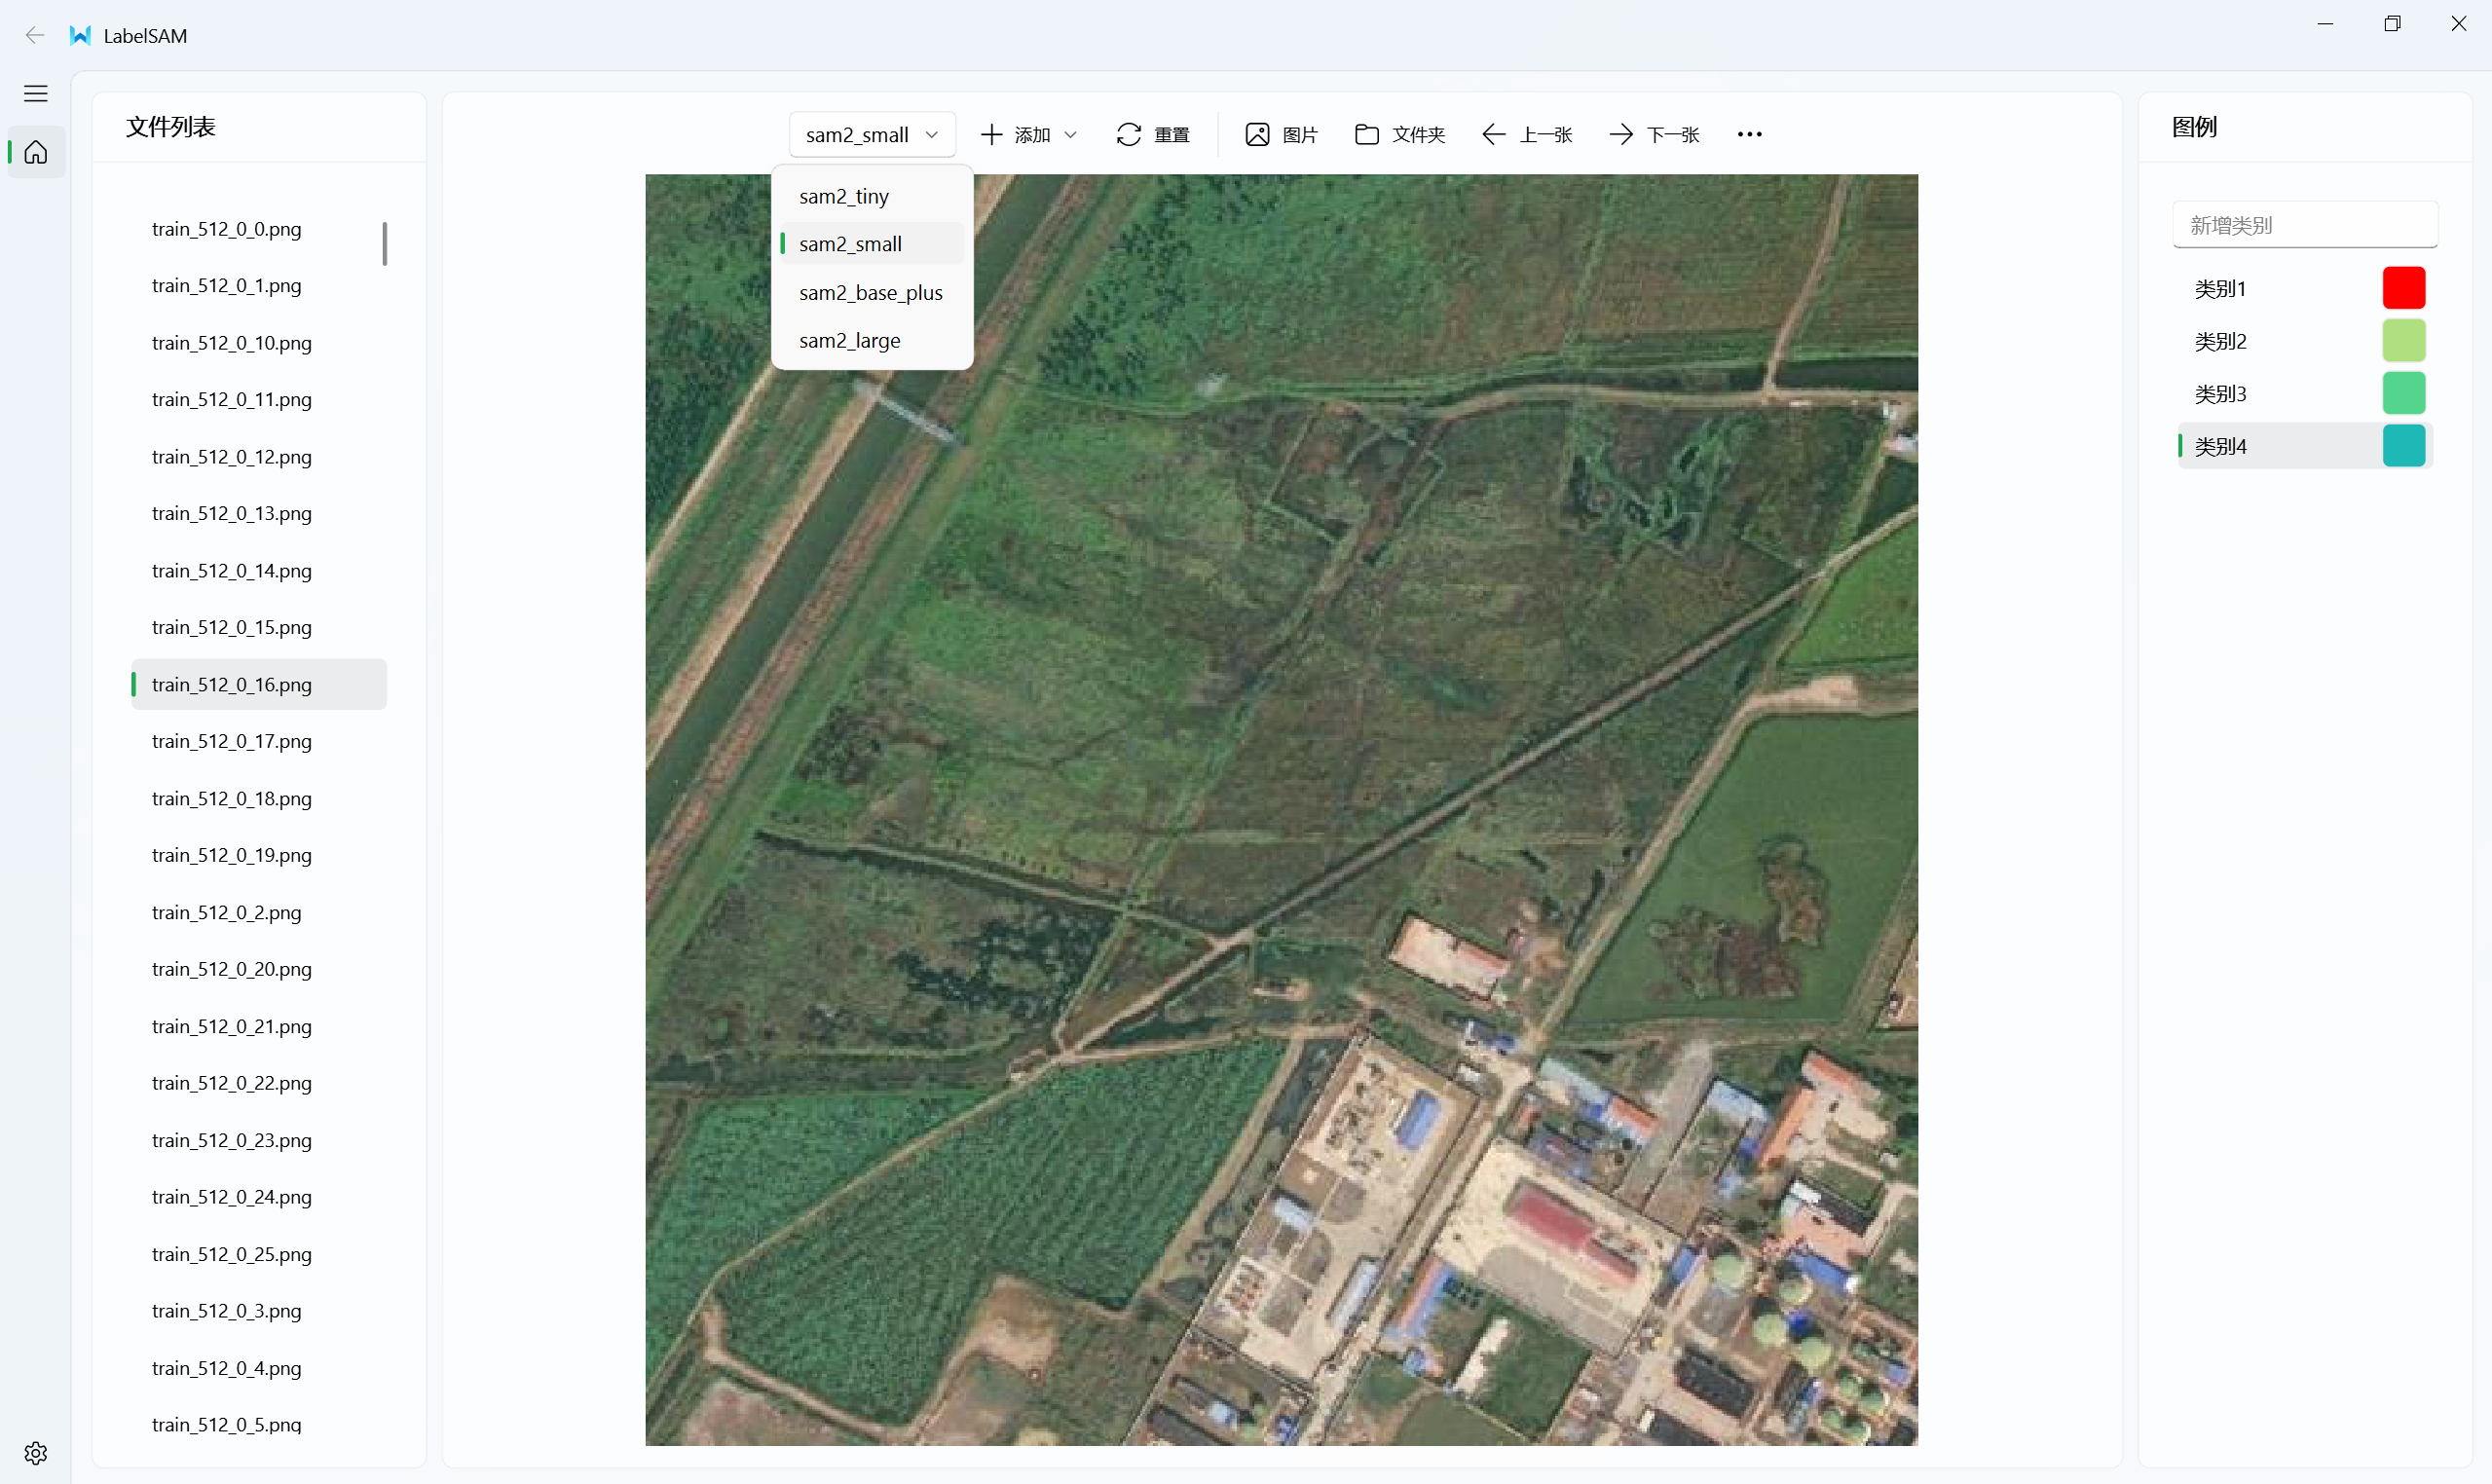 LabelSAM
文件列表
train_512_0_0.png
train_512_0_1.png
train_512_0_10.png
train_512_0_11.png
train_512_0_12.png
train_512_0_13.png
train_512_0_14.png
train_512_0_15.png
train_512_0_16.png
train_512_0_17.png
train_512_0_18.png
train_512_0_19.png
train_512_0_2.png
train_512_0_20.png
train_512_0_21.png
train_512_0_22.png
train_512_0_23.png
train_512_0_24.png
train_512_0_25.png
train_512_0_3.png
train_512_0_4.png
train_512_0_5.png
sam2_small 添加 重置 图片 文件夹 上一张 下一张
sam2_tiny
sam2_small
sam2_base_plus
sam2_large
图例
新增类别
类别1
类别2
类别3
类别4